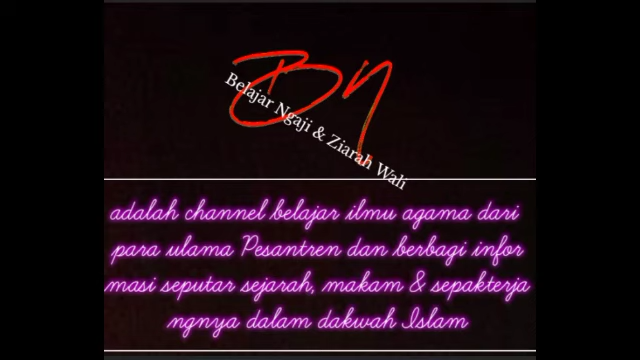 BN
Belajar Ngaji & Ziarah Wali
adalah channel belajar ilmu agama dari
para ulama Pesantren dan berbagi infor
masi seputar sejarah, makam & sepakterja
ngnya dalam dakwah Islam